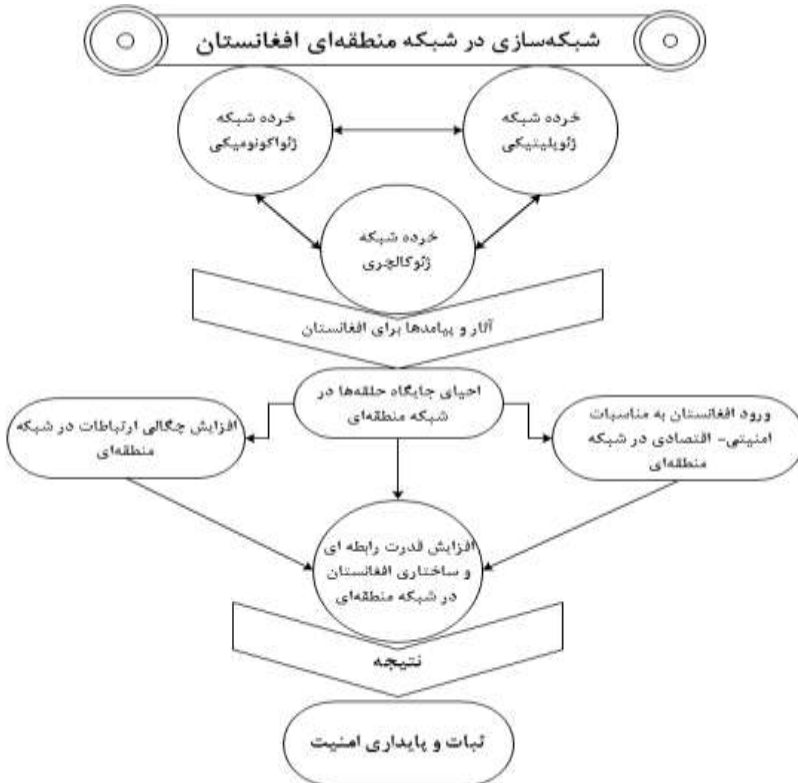 شبکه‌سازی در شبکه منطقه‌ای افغانستان
خرده شبکه
ژئوپلیتیکی
خرده شبکه
ژئواکونومیکی
خرده شبکه
ژئوکالچری
آثار و پیامدها برای افغانستان
احیای جایگاه حلقه‌ها در
شبکه منطقه‌ای
ورود افغانستان به مناسبات
امنیتی- اقتصادی در شبکه
منطقه‌ای
افزایش چگالی ارتباطات در شبکه
منطقه‌ای
افزایش قدرت رابطه ای
و ساختاری افغانستان
در شبکه منطقه‌ای
نتیجه
ثبات و پایداری امنیت